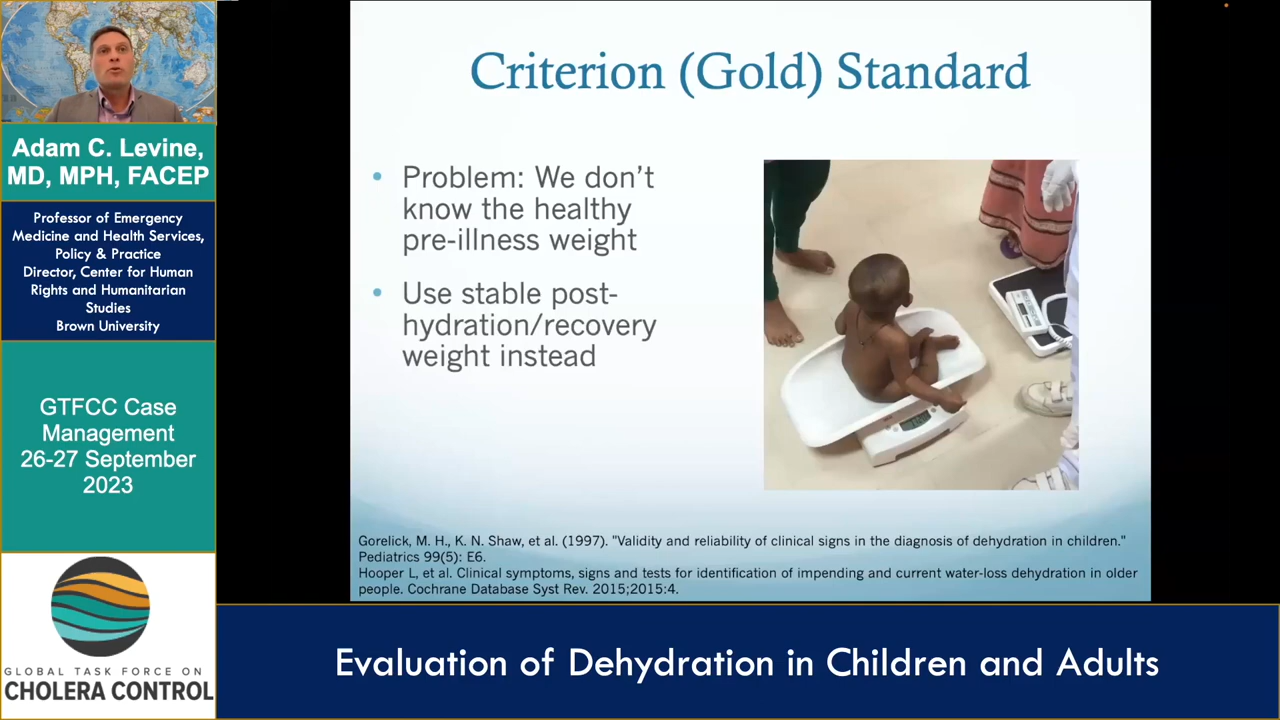 Adam C. Levine,
MD, MPH, FACEP
Professor of Emergency
Medicine and Health Services,
Policy & Practice
Director, Center for Human
Rights and Humanitarian
Studies
Brown University
GTFCC Case
Management
26-27 September
2023
GLOBAL TASK FORCE ON
CHOLERA CONTROL
Criterion (Gold) Standard
• Problem: We don't
know the healthy
pre-illness weight
• Use stable post-
hydration/recovery
weight instead
Gorelick, M. H., K. N. Shaw, et al. (1997). "Validity and reliability of clinical signs in the diagnosis of dehydration in children."
Pediatrics 99(5): E6.
Hooper L, et al. Clinical symptoms, signs and tests for identification of impending and current water-loss dehydration in older
people. Cochrane Database Syst Rev. 2015;2015:4.
Evaluation of Dehydration in Children and Adults